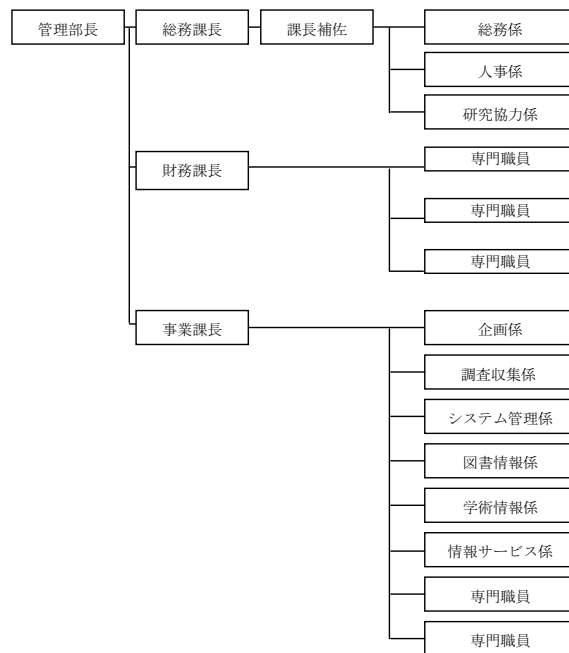 管理部長
総務課長
課長補佐
総務係
人事係
研究協力係
財務課長
専門職員
専門職員
専門職員
事業課長
企画係
調査収集係
システム管理係
図書情報係
学術情報係
情報サービス係
専門職員
専門職員